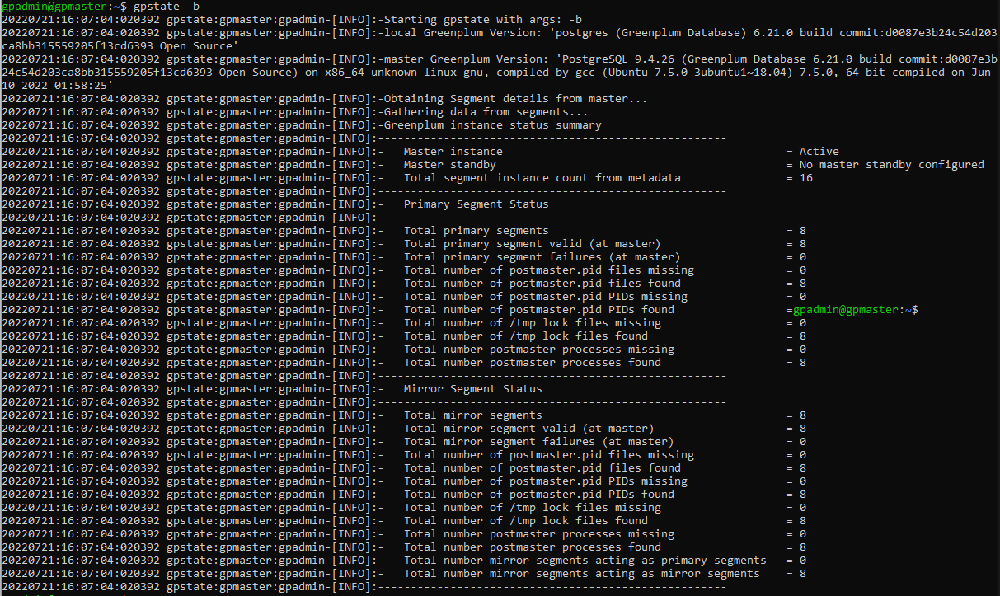 gpadmin@gpmaster:~$ gpstate -b
20220721:16:07:04:020392 gpstate:gpmaster:gpadmin-[INFO]:-Starting gpstate with args: -b
20220721:16:07:04:020392 gpstate:gpmaster:gpadmin-[INFO]:-local Greenplum Version: 'postgres (Greenplum Database) 6.21.0 build commit:d0087e3b24c54d203
ca8bb315559205f13cd6393 Open Source'
20220721:16:07:04:020392 gpstate:gpmaster:gpadmin-[INFO]:-master Greenplum Version: 'PostgreSQL 9.4.26 (Greenplum Database 6.21.0 build commit:d0087e3b
24c54d203ca8bb315559205f13cd6393 Open Source) on x86_64-unknown-linux-gnu, compiled by gcc (Ubuntu 7.5.0-3ubuntu1~18.04) 7.5.0, 64-bit compiled on Jun
10 2022 01:58:25'
20220721:16:07:04:020392 gpstate:gpmaster:gpadmin-[INFO]:-Obtaining Segment details from master...
20220721:16:07:04:020392 gpstate:gpmaster:gpadmin-[INFO]:-Gathering data from segments...
20220721:16:07:04:020392 gpstate:gpmaster:gpadmin-[INFO]:-Greenplum instance status summary
20220721:16:07:04:020392 gpstate:gpmaster:gpadmin-[INFO]:-----------------------------------------------------
20220721:16:07:04:020392 gpstate:gpmaster:gpadmin-[INFO]:-   Master instance                                           = Active
20220721:16:07:04:020392 gpstate:gpmaster:gpadmin-[INFO]:-   Master standby                                            = No master standby configured
20220721:16:07:04:020392 gpstate:gpmaster:gpadmin-[INFO]:-   Total segment instance count from metadata                = 16
20220721:16:07:04:020392 gpstate:gpmaster:gpadmin-[INFO]:-----------------------------------------------------
20220721:16:07:04:020392 gpstate:gpmaster:gpadmin-[INFO]:-   Primary Segment Status
20220721:16:07:04:020392 gpstate:gpmaster:gpadmin-[INFO]:-----------------------------------------------------
20220721:16:07:04:020392 gpstate:gpmaster:gpadmin-[INFO]:-   Total primary segments                                    = 8
20220721:16:07:04:020392 gpstate:gpmaster:gpadmin-[INFO]:-   Total primary segment valid (at master)                   = 8
20220721:16:07:04:020392 gpstate:gpmaster:gpadmin-[INFO]:-   Total primary segment failures (at master)                = 0
20220721:16:07:04:020392 gpstate:gpmaster:gpadmin-[INFO]:-   Total number of postmaster.pid files missing              = 0
20220721:16:07:04:020392 gpstate:gpmaster:gpadmin-[INFO]:-   Total number of postmaster.pid files found                = 8
20220721:16:07:04:020392 gpstate:gpmaster:gpadmin-[INFO]:-   Total number of postmaster.pid PIDs missing               = 0
20220721:16:07:04:020392 gpstate:gpmaster:gpadmin-[INFO]:-   Total number of postmaster.pid PIDs found                 =gpadmin@gpmaster:~$
20220721:16:07:04:020392 gpstate:gpmaster:gpadmin-[INFO]:-   Total number of /tmp lock files missing                   = 0
20220721:16:07:04:020392 gpstate:gpmaster:gpadmin-[INFO]:-   Total number of /tmp lock files found                     = 8
20220721:16:07:04:020392 gpstate:gpmaster:gpadmin-[INFO]:-   Total number postmaster processes missing                 = 0
20220721:16:07:04:020392 gpstate:gpmaster:gpadmin-[INFO]:-   Total number postmaster processes found                   = 8
20220721:16:07:04:020392 gpstate:gpmaster:gpadmin-[INFO]:-----------------------------------------------------
20220721:16:07:04:020392 gpstate:gpmaster:gpadmin-[INFO]:-   Mirror Segment Status
20220721:16:07:04:020392 gpstate:gpmaster:gpadmin-[INFO]:-----------------------------------------------------
20220721:16:07:04:020392 gpstate:gpmaster:gpadmin-[INFO]:-   Total mirror segments                                     = 8
20220721:16:07:04:020392 gpstate:gpmaster:gpadmin-[INFO]:-   Total mirror segment valid (at master)                    = 8
20220721:16:07:04:020392 gpstate:gpmaster:gpadmin-[INFO]:-   Total mirror segment failures (at master)                 = 0
20220721:16:07:04:020392 gpstate:gpmaster:gpadmin-[INFO]:-   Total number of postmaster.pid files missing              = 0
20220721:16:07:04:020392 gpstate:gpmaster:gpadmin-[INFO]:-   Total number of postmaster.pid files found                = 8
20220721:16:07:04:020392 gpstate:gpmaster:gpadmin-[INFO]:-   Total number of postmaster.pid PIDs missing               = 0
20220721:16:07:04:020392 gpstate:gpmaster:gpadmin-[INFO]:-   Total number of postmaster.pid PIDs found                 = 8
20220721:16:07:04:020392 gpstate:gpmaster:gpadmin-[INFO]:-   Total number of /tmp lock files missing                   = 0
20220721:16:07:04:020392 gpstate:gpmaster:gpadmin-[INFO]:-   Total number of /tmp lock files found                     = 8
20220721:16:07:04:020392 gpstate:gpmaster:gpadmin-[INFO]:-   Total number postmaster processes missing                 = 0
20220721:16:07:04:020392 gpstate:gpmaster:gpadmin-[INFO]:-   Total number postmaster processes found                   = 8
20220721:16:07:04:020392 gpstate:gpmaster:gpadmin-[INFO]:-   Total number mirror segments acting as primary segments   = 0
20220721:16:07:04:020392 gpstate:gpmaster:gpadmin-[INFO]:-   Total number mirror segments acting as mirror segments    = 8
20220721:16:07:04:020392 gpstate:gpmaster:gpadmin-[INFO]:-----------------------------------------------------